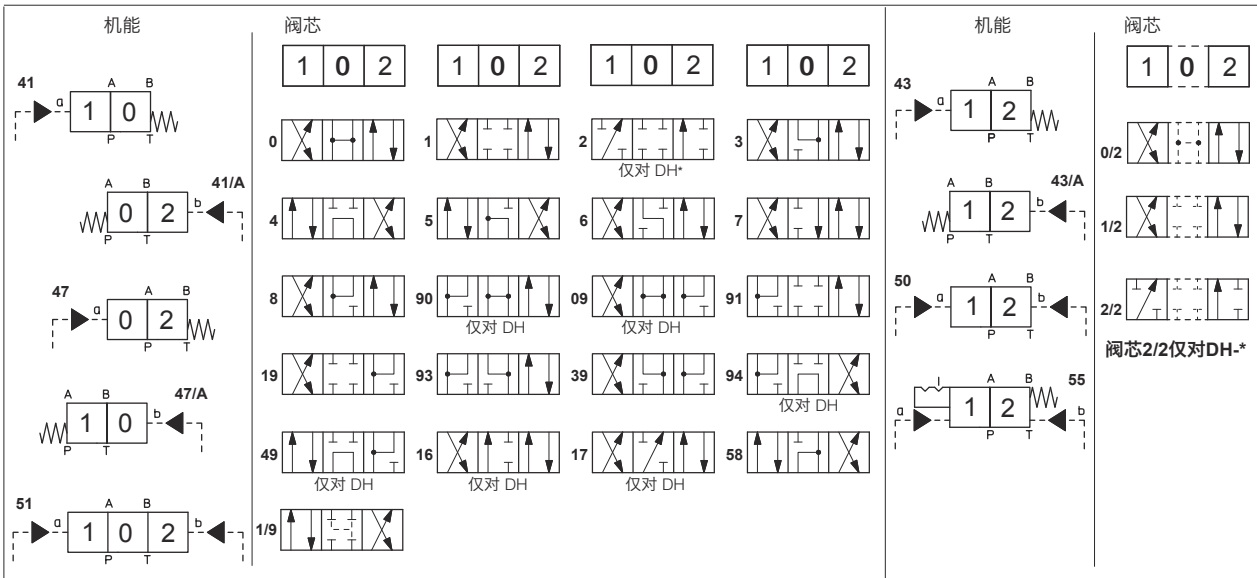 机能 阀芯 机能 阀芯
1 0 2 1 0 2 1 0 2 1 0 2 1 0 2
41 a A B 1 0 P T
43 a A B 1 2 P T
0 1 2 3 0/2
仅对 DH*
A B 41/A 0 2 b P T
A B 43/A 1 2 b P T
4 5 6 7 1/2
47 a A B 0 2 P T
50 a A B 1 2 b P T
8 90 09 91 2/2
仅对 DH 仅对 DH
阀芯2/2仅对DH-*
A B 47/A 1 0 b P T
l A B 55 a 1 2 b P T
19 93 39 94
仅对 DH
49 16 17 58
仅对 DH 仅对 DH 仅对 DH
51 a A B 1 0 2 b P T
1/9